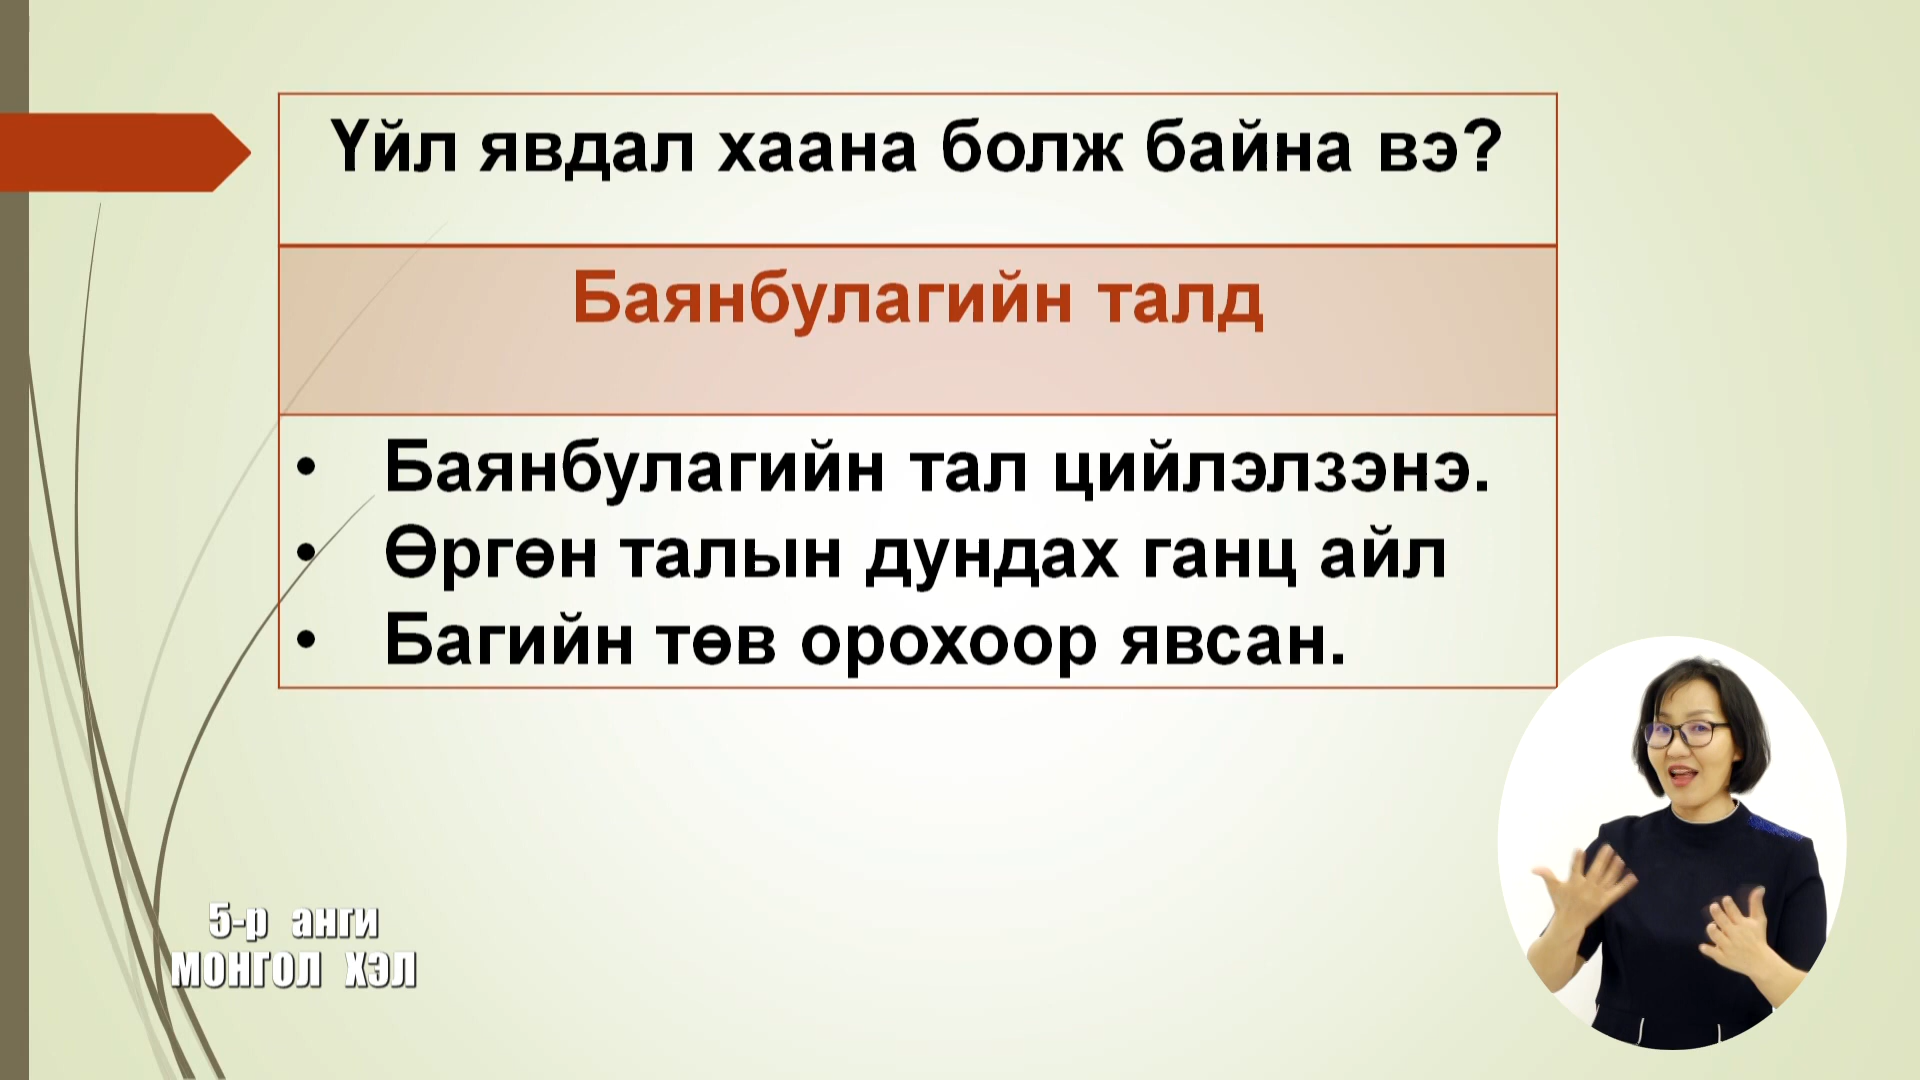 Үйл явдал хаана болж байна вэ?
Баянбулагийн талд
• Баянбулагийн тал цийлэлзэнэ.
• Өргөн талын дундах ганц айл
• Багийн төв орохоор явсан.
5-р анги
МОНГОЛ ХЭЛ